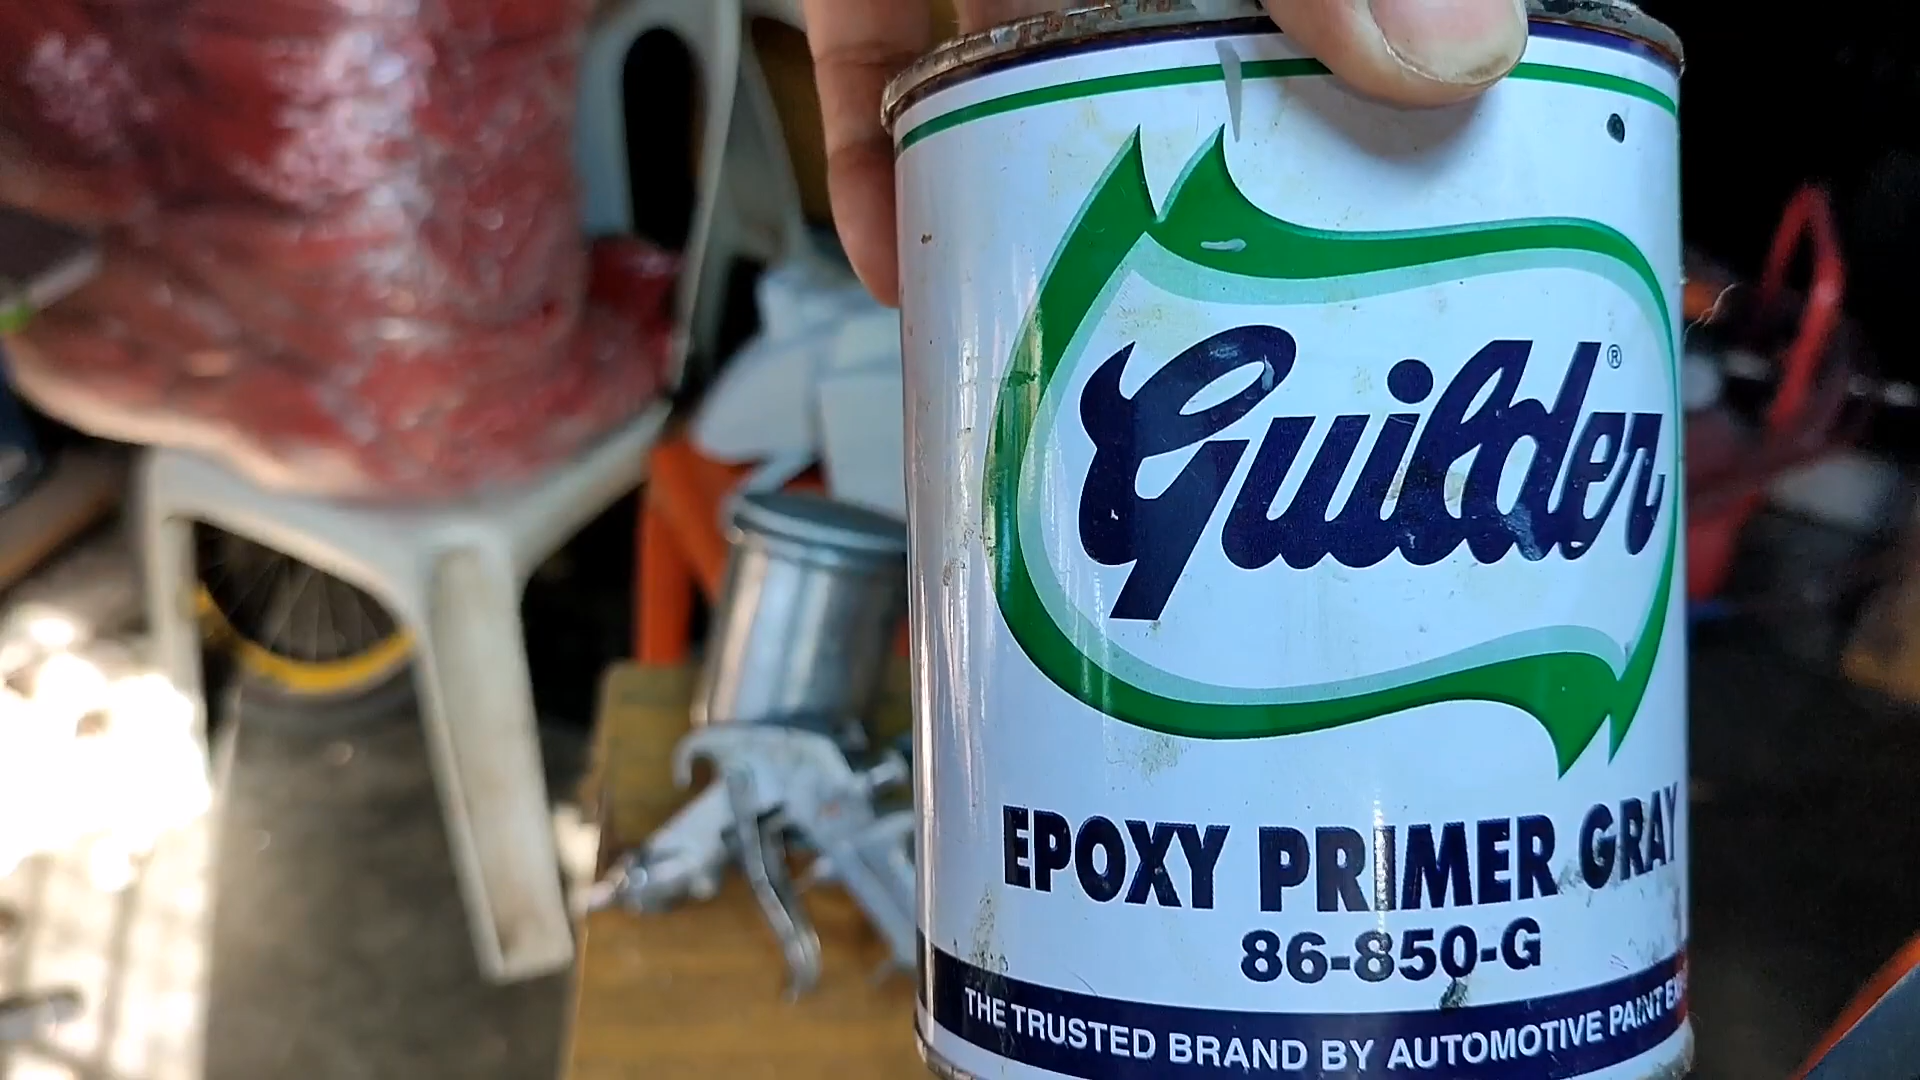 Guilder®
EPOXY PRIMER GRAY
86-850-G
THE TRUSTED BRAND BY AUTOMOTIVE PAINT